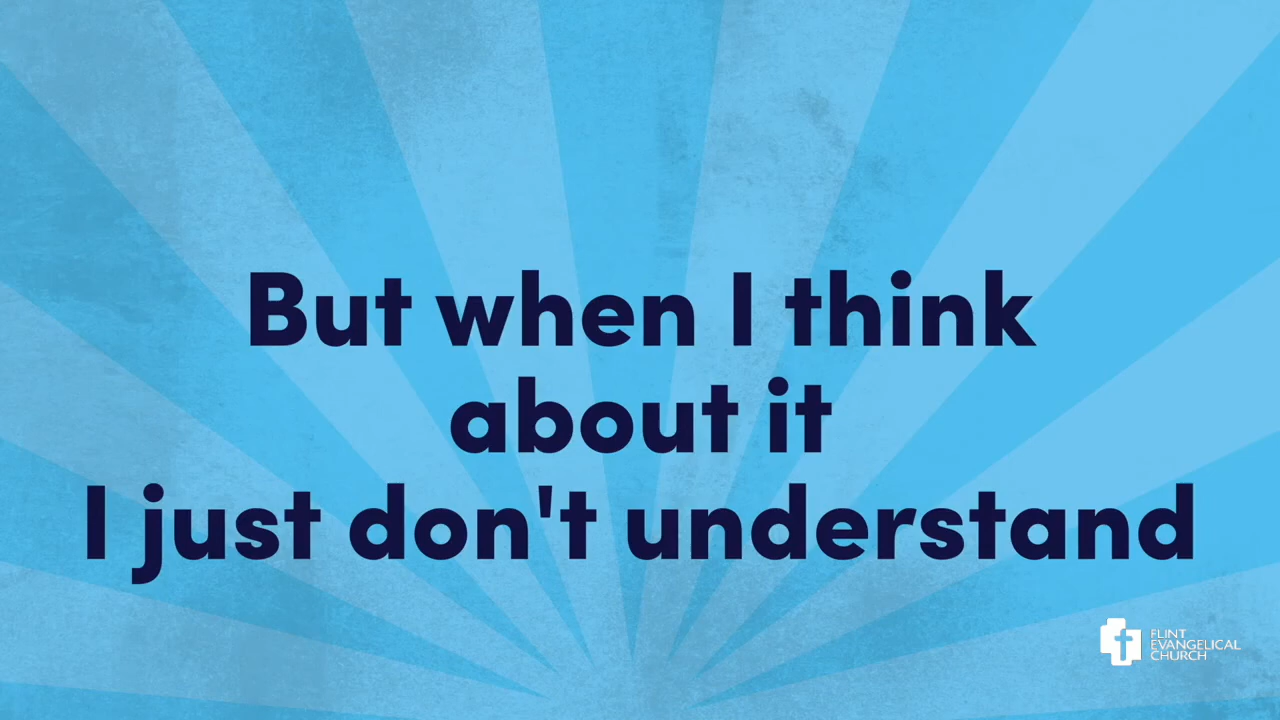 But when I think
about it
I just don't understand
FLINT
EVANGELICAL
CHURCH